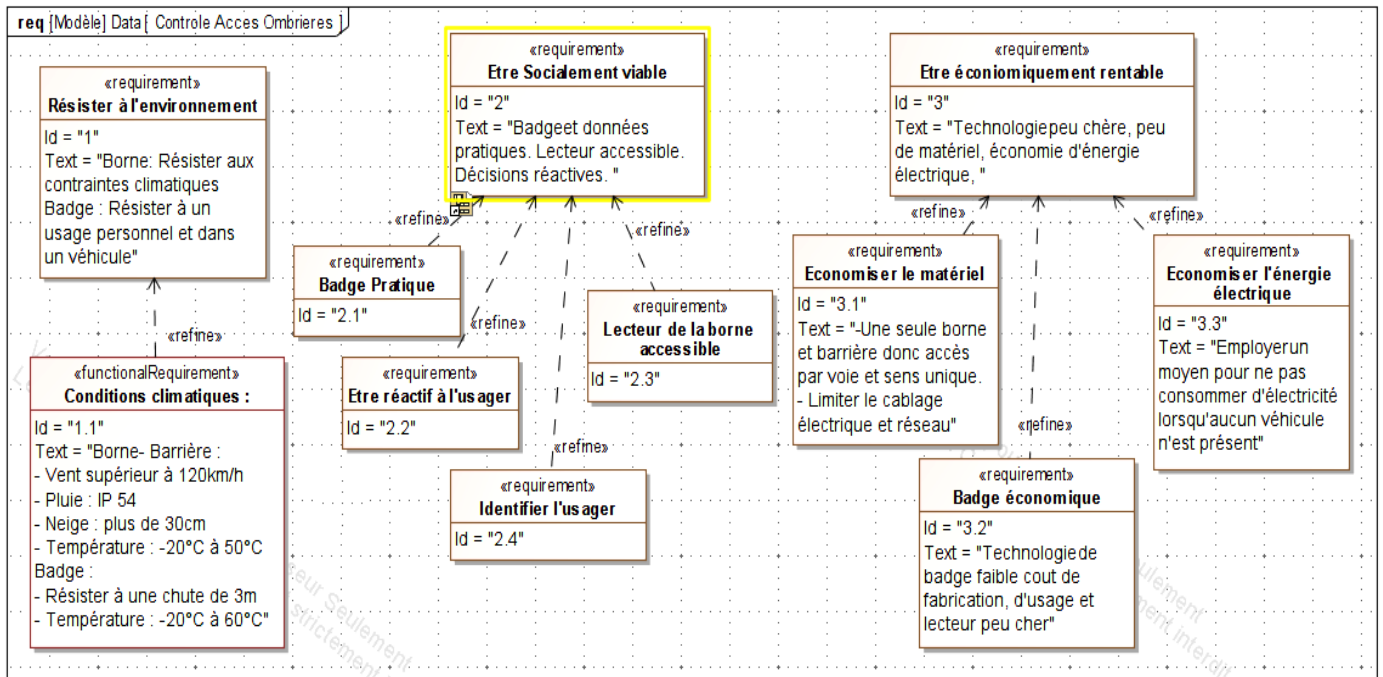 req [Modèle] Data [ Controle Acces Ombrieres ]
«requirement»
Résister à l'environnement
Id = "1"
Text = "Borne: Résister aux
contraintes climatiques
Badge : Résister à un
usage personnel et dans
un véhicule"
«refine»
«functionalRequirement»
Conditions climatiques :
Id = "1.1"
Text = "Borne- Barrière :
- Vent supérieur à 120km/h
- Pluie : IP 54
- Neige : plus de 30cm
- Température : -20°C à 50°C
Badge :
- Résister à une chute de 3m
- Température : -20°C à 60°C"
«requirement»
Etre Socialement viable
Id = "2"
Text = "Badgeet données
pratiques. Lecteur accessible.
Décisions réactives. "
«refine»
«refine»
«refine»
«refine»
«requirement»
Badge Pratique
Id = "2.1"
«requirement»
Etre réactif à l'usager
Id = "2.2"
«requirement»
Lecteur de la borne
accessible
Id = "2.3"
«requirement»
Identifier l'usager
Id = "2.4"
«requirement»
Etre éconiomiquement rentable
Id = "3"
Text = "Technologiepeu chère, peu
de matériel, économie d'énergie
électrique, "
«refine»
«refine»
«refine»
«requirement»
Economiser le matériel
Id = "3.1"
Text = "-Une seule borne
et barrière donc accès
par voie et sens unique.
- Limiter le cablage
électrique et réseau"
«requirement»
Badge économique
Id = "3.2"
Text = "Technologie de
badge faible cout de
fabrication, d'usage et
lecteur peu cher"
«requirement»
Economiser l'énergie
électrique
Id = "3.3"
Text = "Employerun
moyen pour ne pas
consommer d'électricité
lorsqu'aucun véhicule
n'est présent"
Seulement